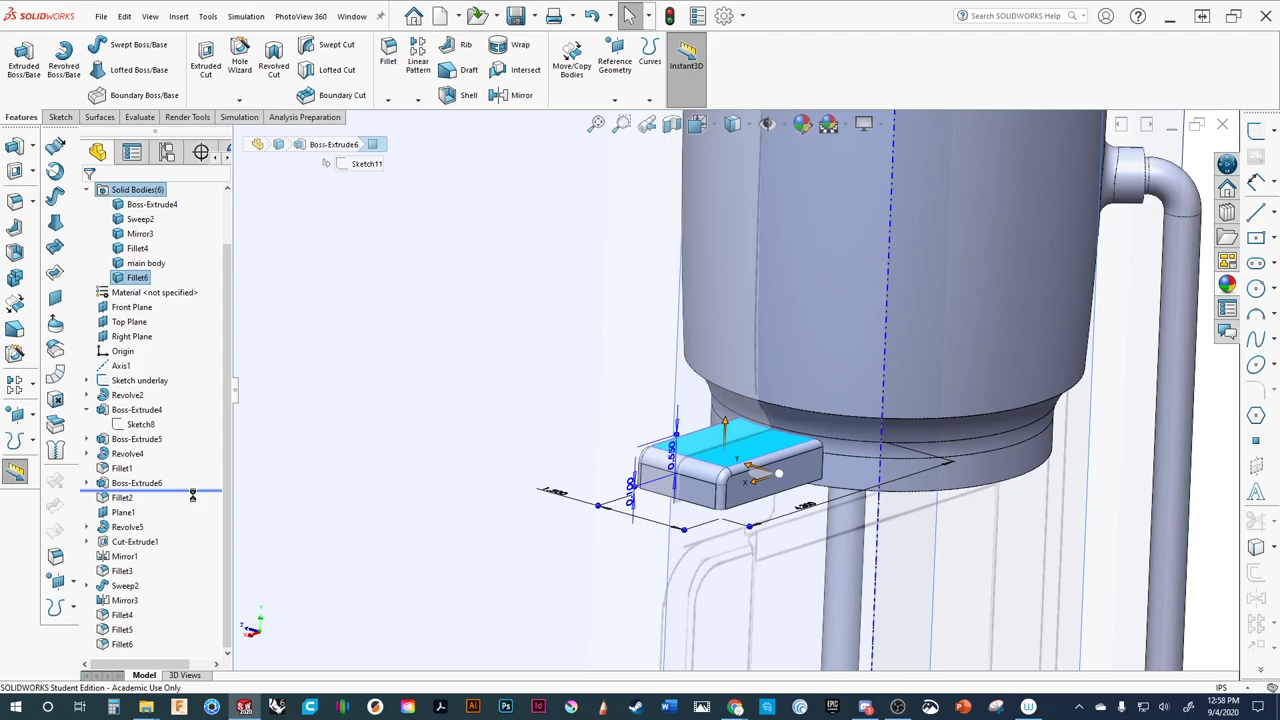 SOLIDWORKS
File Edit View Insert Tools Simulation PhotoView 360 Window
Search SOLIDWORKS Help
Extruded Boss/Base
Revolved Boss/Base
Swept Boss/Base
Lofted Boss/Base
Boundary Boss/Base
Extruded Cut
Hole Wizard
Revolved Cut
Swept Cut
Lofted Cut
Boundary Cut
Fillet
Linear Pattern
Rib
Draft
Shell
Wrap
Intersect
Mirror
Move/Copy Bodies
Reference Geometry
Curves
Instant3D
Features Sketch Surfaces Evaluate Render Tools Simulation Analysis Preparation
Boss-Extrude6
Sketch11
Solid Bodies(6)
Boss-Extrude4
Sweep2
Mirror3
Fillet4
main body
Fillet6
Material <not specified>
Front Plane
Top Plane
Right Plane
Origin
Axis1
Sketch underlay
Revolve2
Boss-Extrude4
Sketch8
Boss-Extrude5
Revolve4
Fillet1
Boss-Extrude6
Fillet2
Plane1
Revolve5
Cut-Extrude1
Mirror1
Fillet3
Sweep2
Mirror3
Fillet4
Fillet5
Fillet6
0.550
0.100
Y
X
Model 3D Views
SOLIDWORKS Student Edition - Academic Use Only
IPS
12:58 PM
9/4/2020